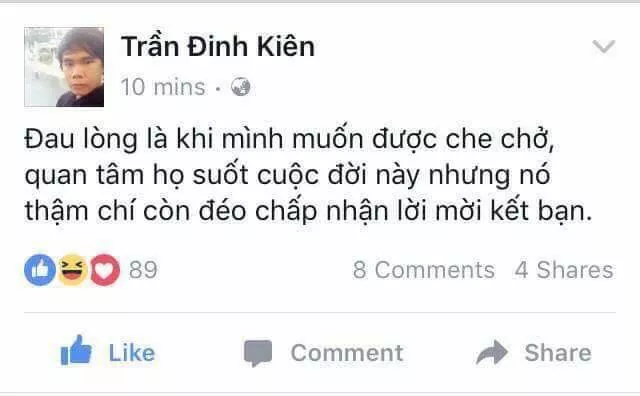 Trần Đinh Kiên
10 mins ·
Đau lòng là khi mình muốn được che chở,
quan tâm họ suốt cuộc đời này nhưng nó
thậm chí còn đéo chấp nhận lời mời kết bạn.
89 8 Comments 4 Shares
Like Comment Share